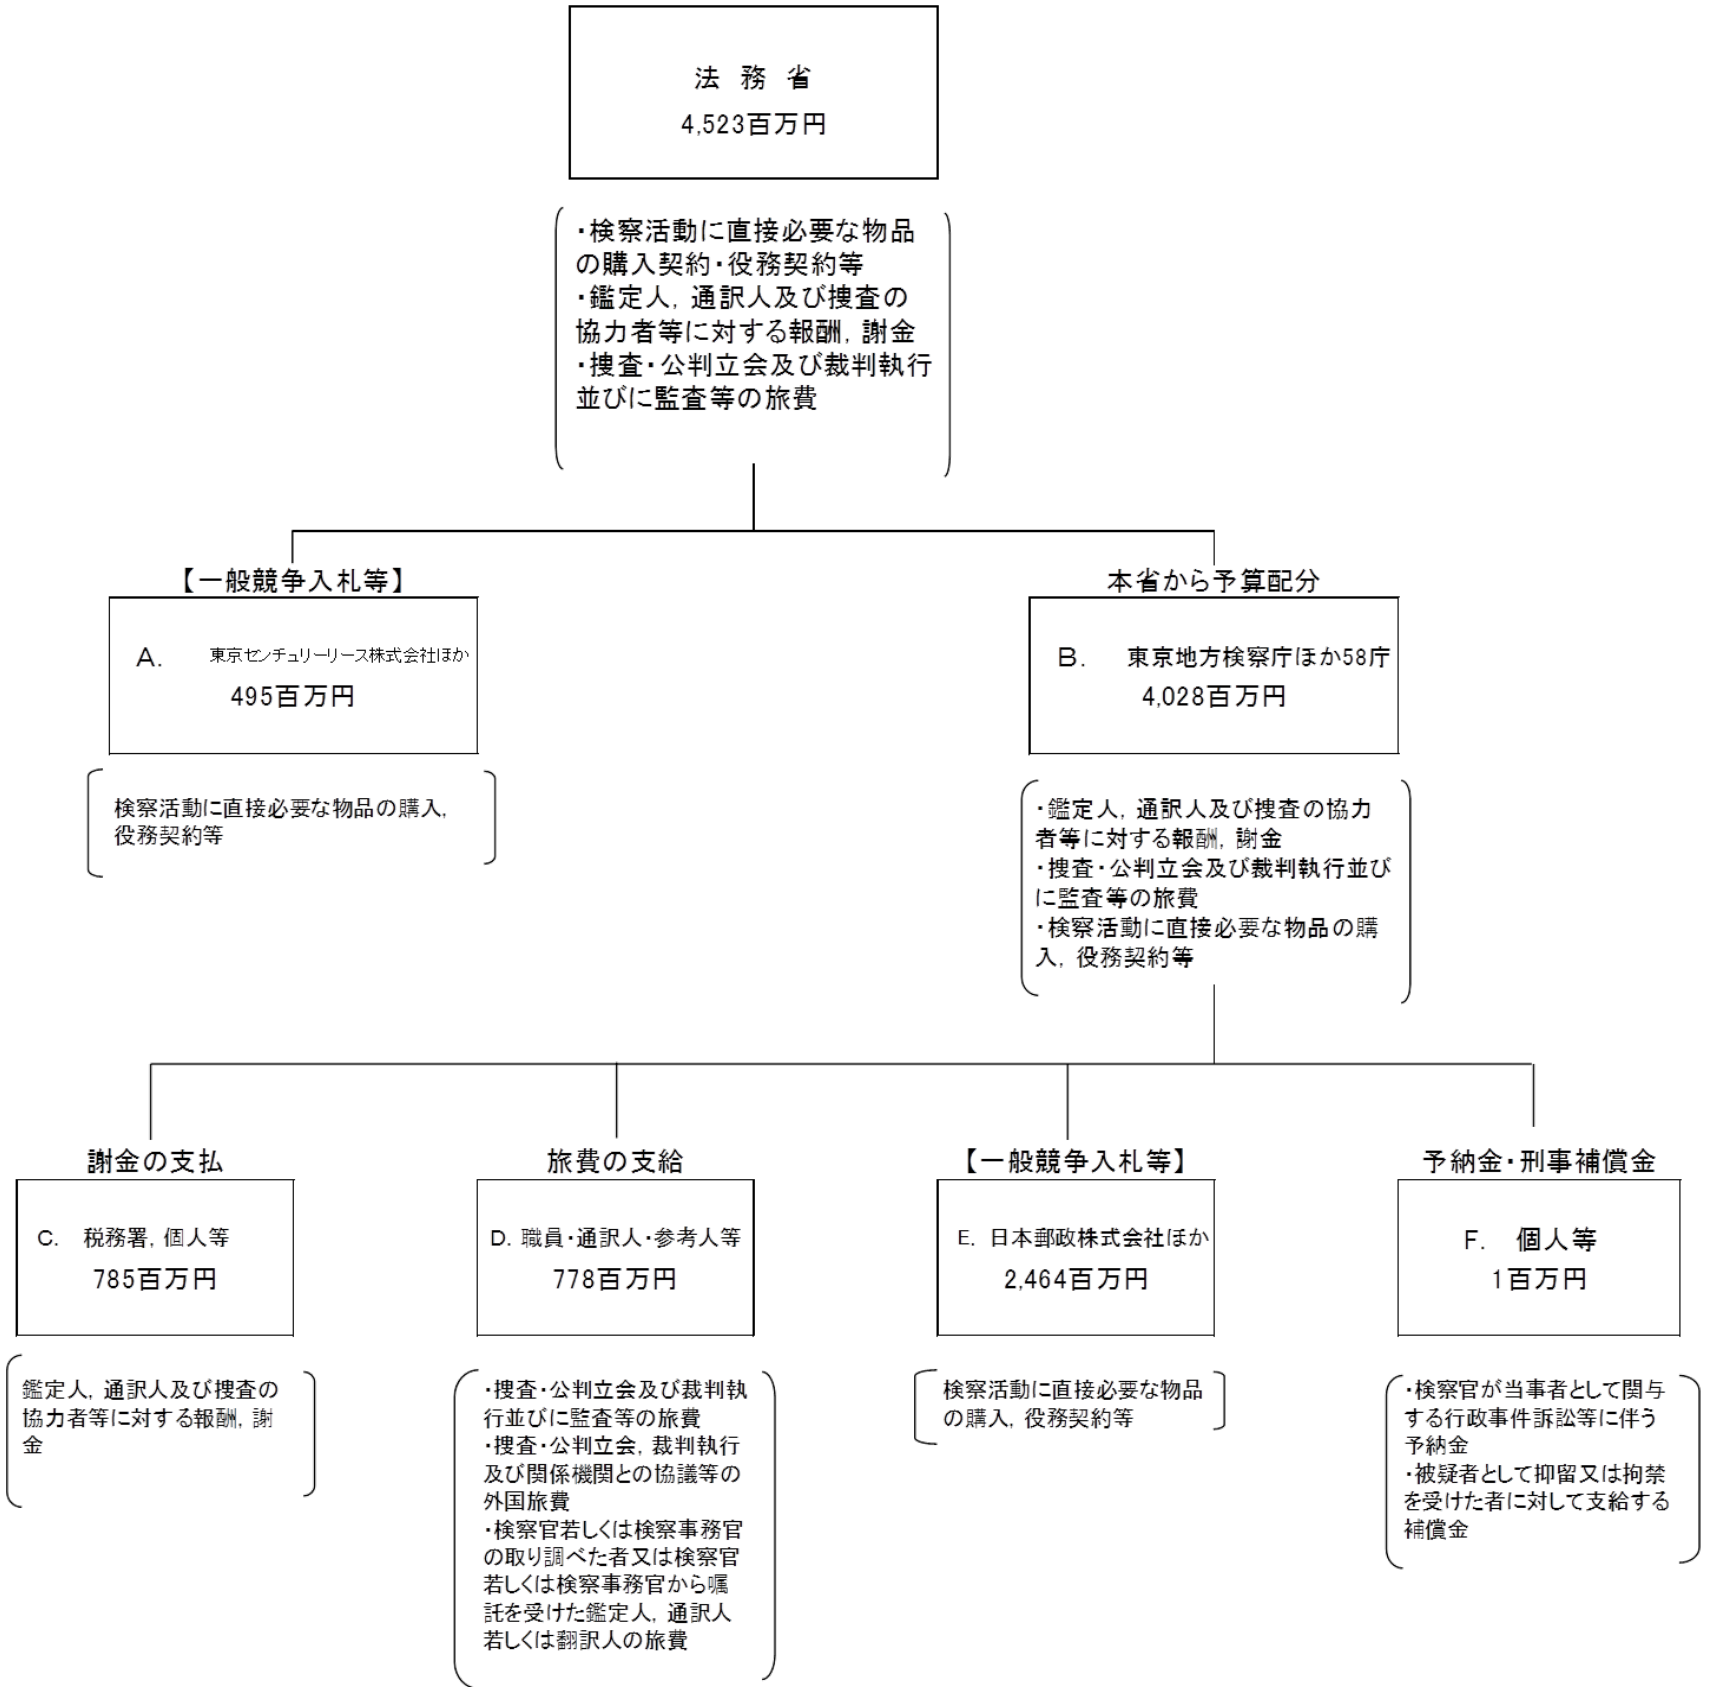 法 務 省
4,523百万円
・検察活動に直接必要な物品
の購入契約・役務契約等
・鑑定人, 通訳人及び捜査の
協力者等に対する報酬, 謝金
・捜査・公判立会及び裁判執行
並びに監査等の旅費
【一般競争入札等】
A. 東京センチュリーリース株式会社ほか
495百万円
検察活動に直接必要な物品の購入,
役務契約等
本省から予算配分
B. 東京地方検察庁ほか58庁
4,028百万円
・鑑定人, 通訳人及び捜査の協力
者等に対する報酬, 謝金
・捜査・公判立会及び裁判執行並び
に監査等の旅費
・検察活動に直接必要な物品の購
入, 役務契約等
謝金の支払
C. 税務署, 個人等
785百万円
鑑定人, 通訳人及び捜査の
協力者等に対する報酬, 謝
金
旅費の支給
D. 職員・通訳人・参考人等
778百万円
・捜査・公判立会及び裁判執
行並びに監査等の旅費
・捜査・公判立会, 裁判執行
及び関係機関との協議等の
外国旅費
・検察官若しくは検察事務官
の取り調べた者又は検察官
若しくは検察事務官から嘱
託を受けた鑑定人, 通訳人
若しくは翻訳人の旅費
【一般競争入札等】
E. 日本郵政株式会社ほか
2,464百万円
検察活動に直接必要な物品
の購入, 役務契約等
予納金・刑事補償金
F. 個人等
1百万円
・検察官が当事者として関与
する行政事件訴訟等に伴う
予納金
・被疑者として抑留又は拘禁
を受けた者に対して支給する
補償金